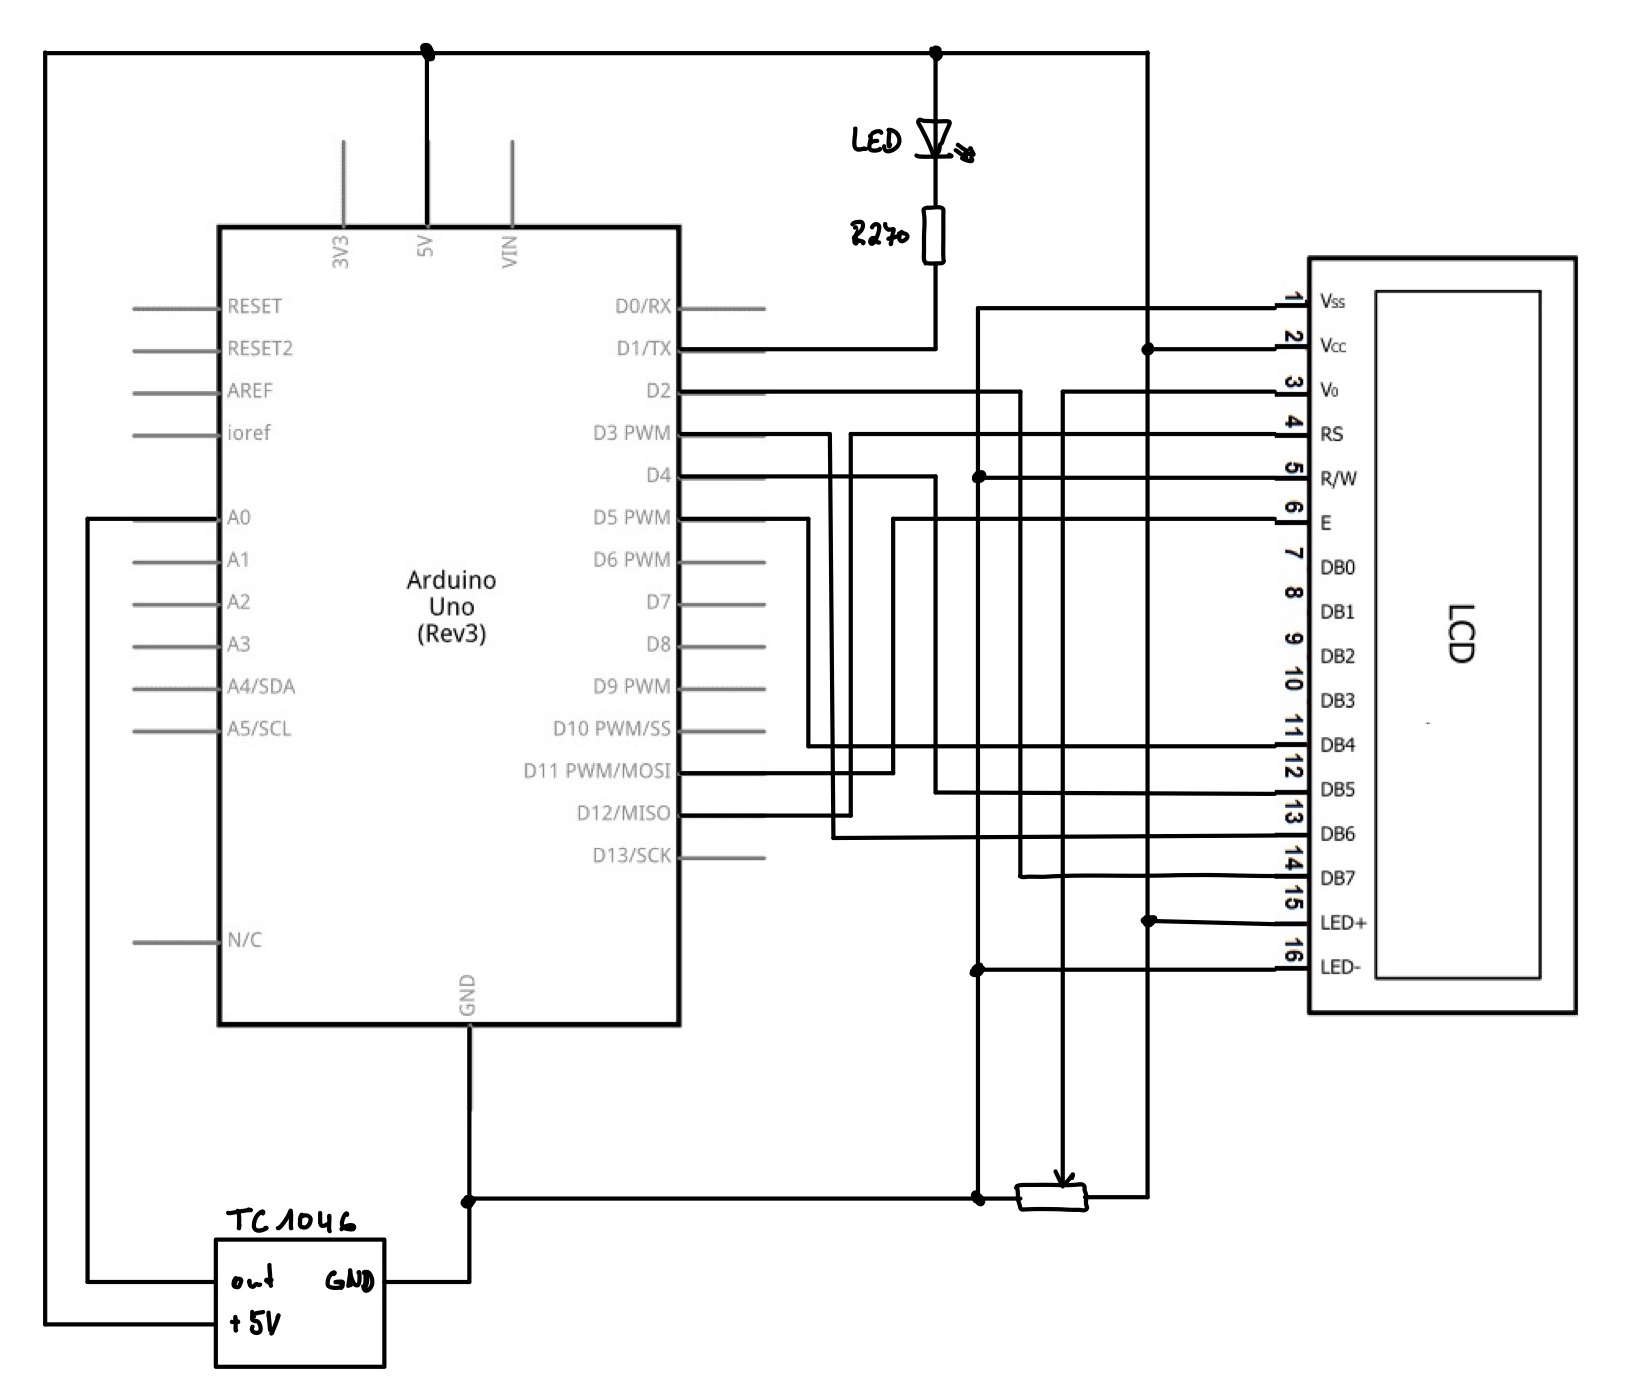 LED
R270
3V3
5V
VIN
RESET
RESET2
AREF
ioref
A0
A1
A2
A3
A4/SDA
A5/SCL
N/C
Arduino
Uno
(Rev3)
D0/RX
D1/TX
D2
D3 PWM
D4
D5 PWM
D6 PWM
D7
D8
D9 PWM
D10 PWM/SS
D11 PWM/MOSI
D12/MISO
D13/SCK
GND
1 Vss
2 Vcc
3 V0
4 RS
5 R/W
6 E
7 DB0
8 DB1
9 DB2
10 DB3
11 DB4
12 DB5
13 DB6
14 DB7
15 LED+
16 LED-
LCD
TC1046
out GND
+5V